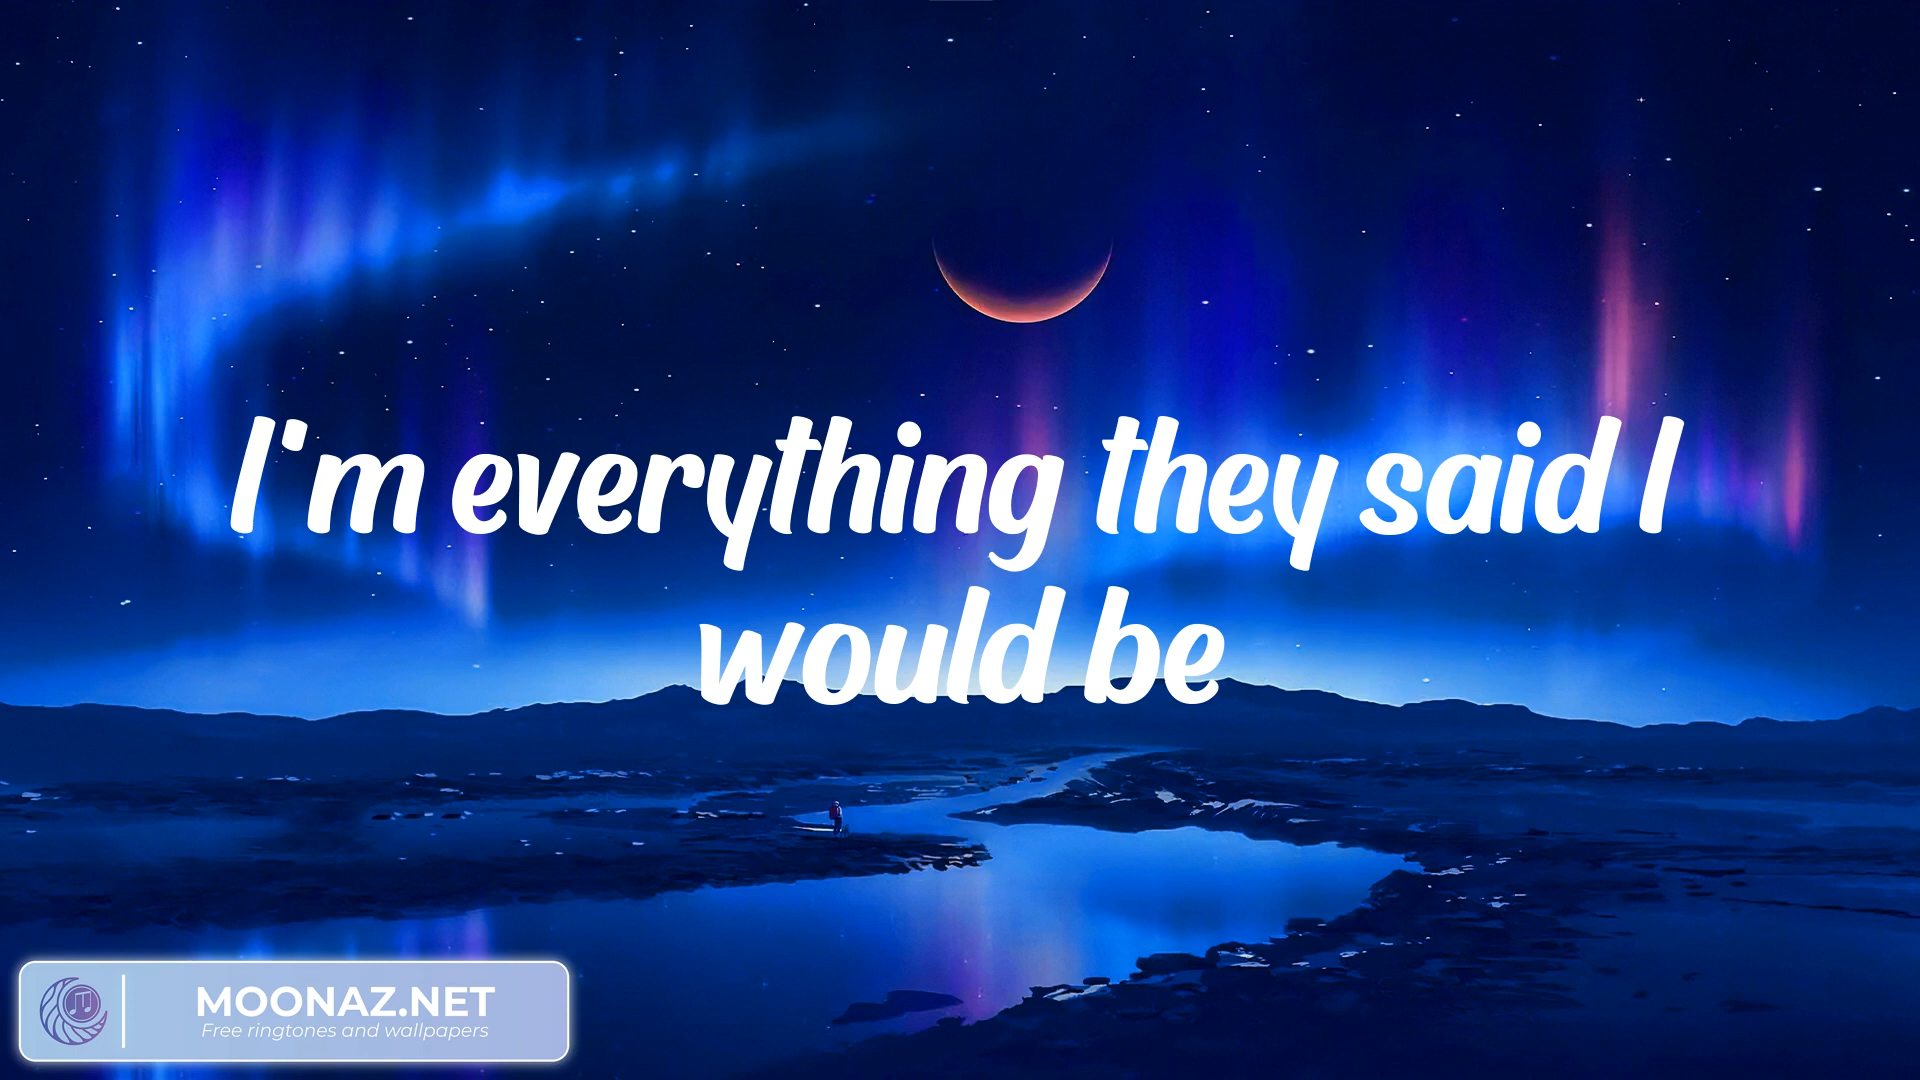 I'm everything they said I
would be
MOONAZ.NET
Free ringtones and wallpapers